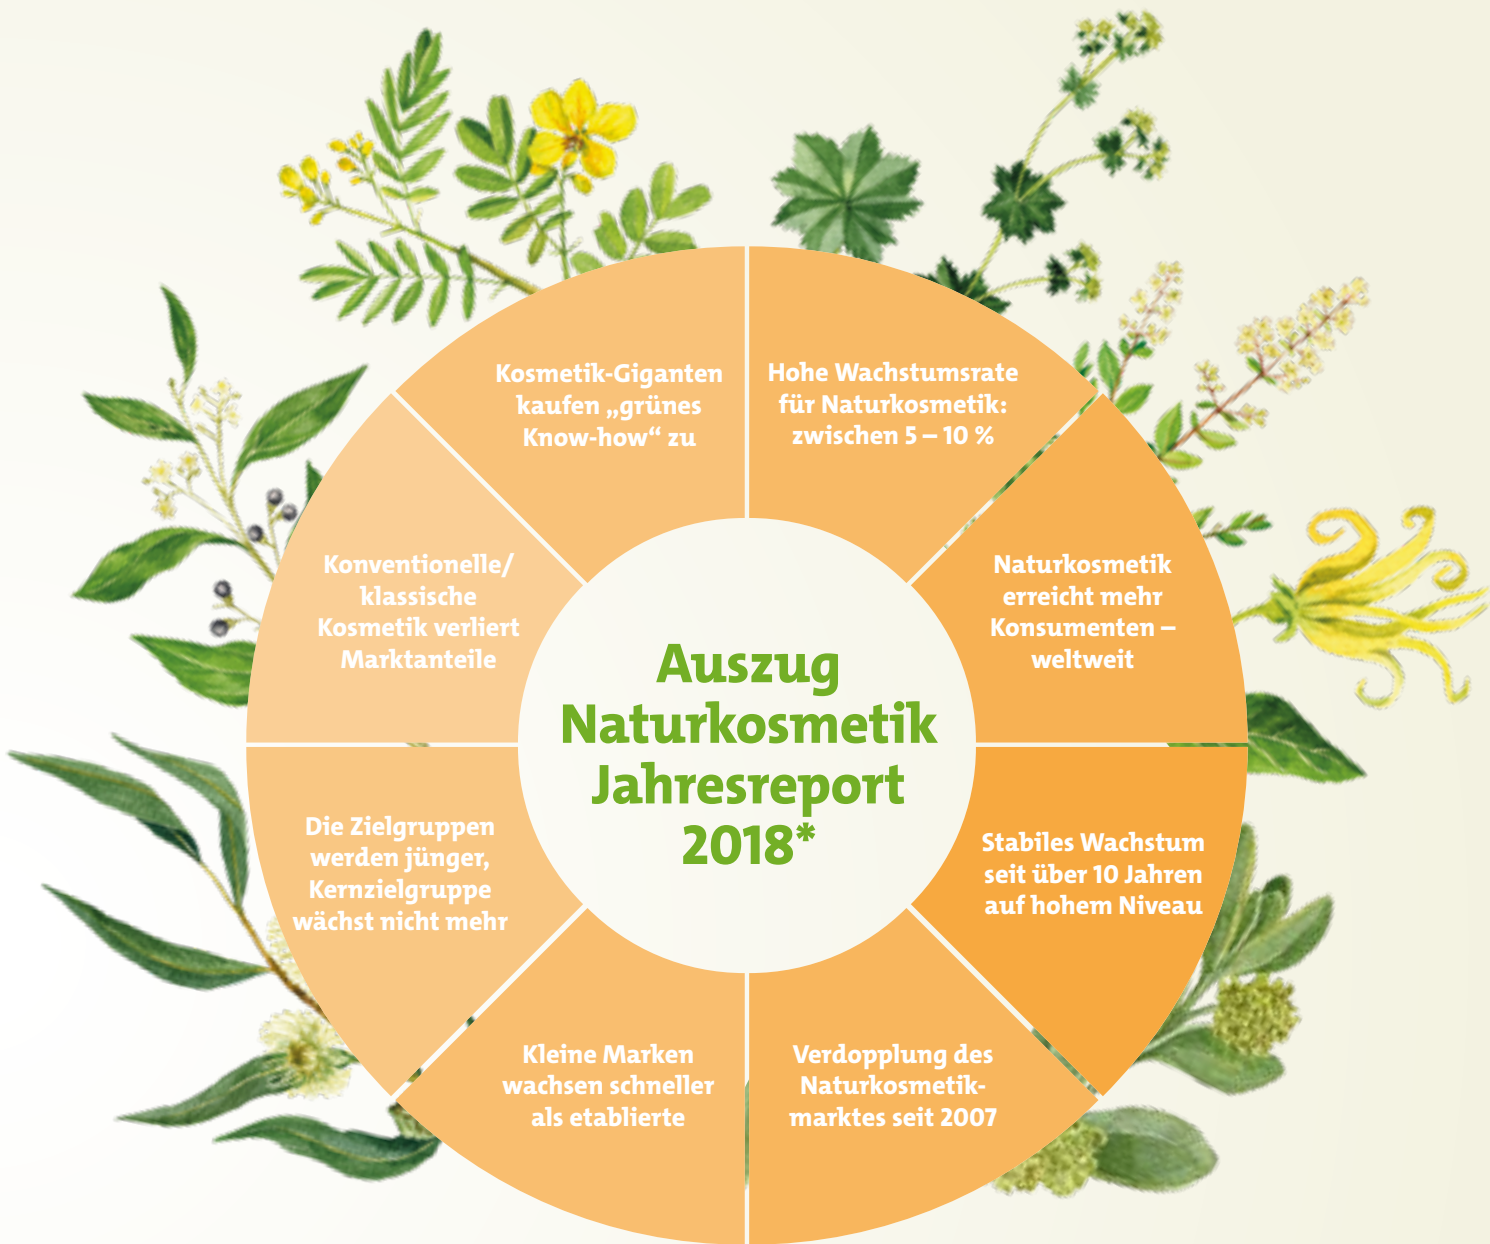 Auszug
Naturkosmetik
Jahresreport
2018*
Hohe Wachstumsrate
für Naturkosmetik:
zwischen 5 – 10 %
Naturkosmetik
erreicht mehr
Konsumenten –
weltweit
Stabiles Wachstum
seit über 10 Jahren
auf hohem Niveau
Verdopplung des
Naturkosmetik-
marktes seit 2007
Kleine Marken
wachsen schneller
als etablierte
Die Zielgruppen
werden jünger,
Kernzielgruppe
wächst nicht mehr
Konventionelle/
klassische
Kosmetik verliert
Marktanteile
Kosmetik-Giganten
kaufen „grünes
Know-how“ zu